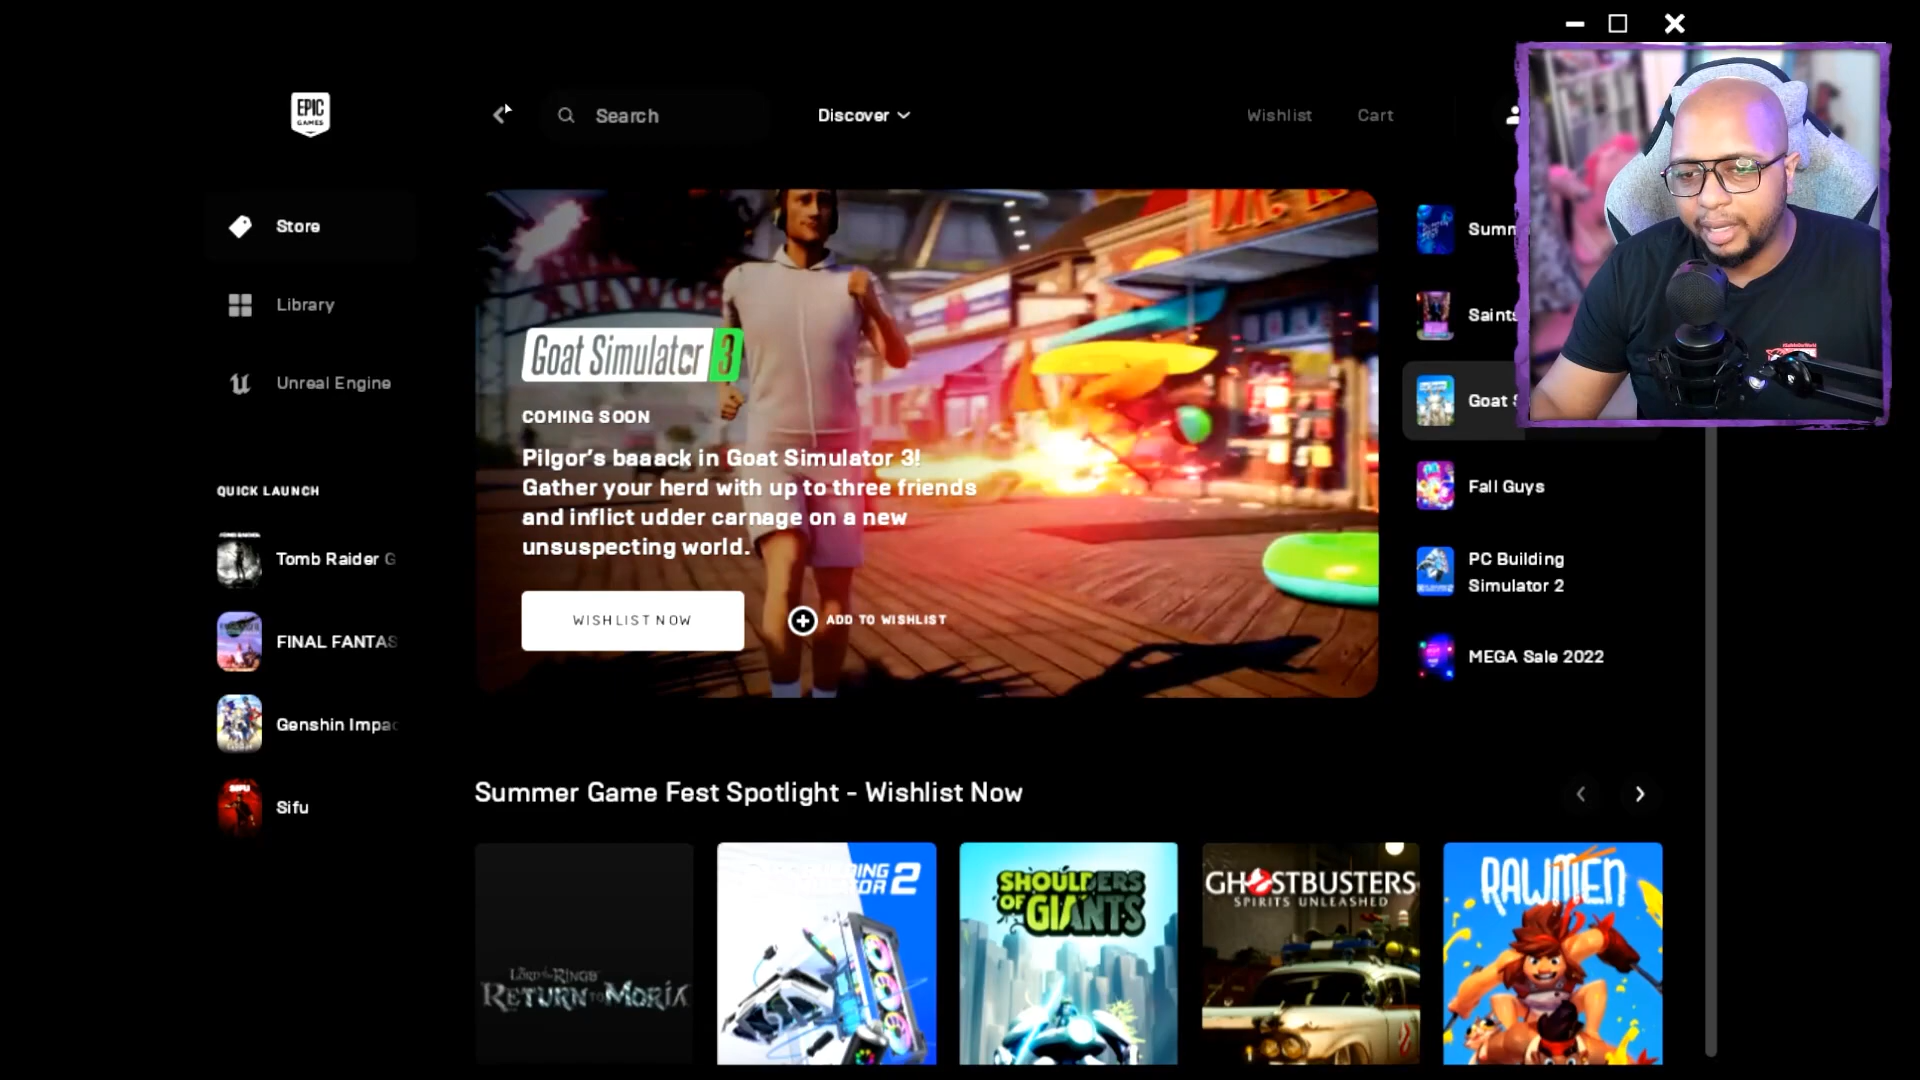 EPIC
GAMES
Search
Discover
Wishlist
Cart
Store
Library
Unreal Engine
QUICK LAUNCH
Tomb Raider G
FINAL FANTAS
Genshin Impac
SIFU
Sifu
Goat Simulator 3
COMING SOON
Pilgor's baaack in Goat Simulator 3!
Gather your herd with up to three friends
and inflict udder carnage on a new
unsuspecting world.
WISHLIST NOW
ADD TO WISHLIST
Summ
Saints
Goat S
Fall Guys
PC Building
Simulator 2
MEGA Sale 2022
Summer Game Fest Spotlight - Wishlist Now
The Lord of the Rings
RETURN TO MORIA
2
SHOULDERS
OF GIANTS
GHOSTBUSTERS
SPIRITS UNLEASHED
RAWMEN